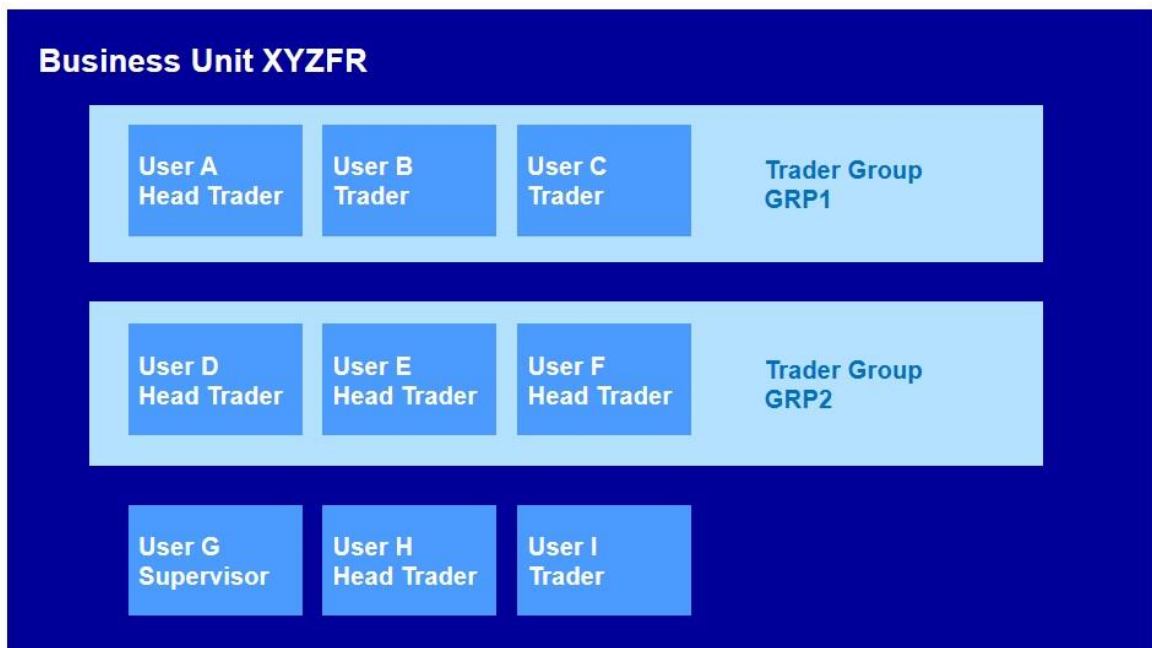 Business Unit XYZFR
User A
Head Trader
User B
Trader
User C
Trader
Trader Group
GRP1
User D
Head Trader
User E
Head Trader
User F
Head Trader
Trader Group
GRP2
User G
Supervisor
User H
Head Trader
User I
Trader